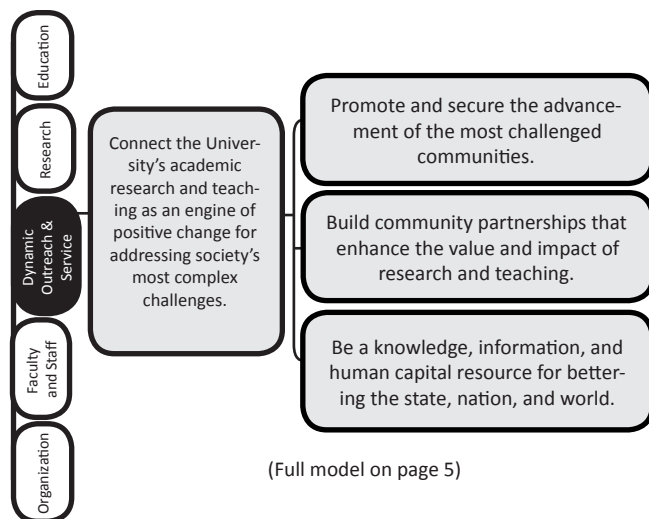 Education
Research
Dynamic
Outreach &
Service
Faculty
and Staff
Organization
Connect the Univer-
sity’s academic
research and teach-
ing as an engine of
positive change for
addressing society’s
most complex
challenges.
Promote and secure the advance-
ment of the most challenged
communities.
Build community partnerships that
enhance the value and impact of
research and teaching.
Be a knowledge, information, and
human capital resource for better-
ing the state, nation, and world.
(Full model on page 5)